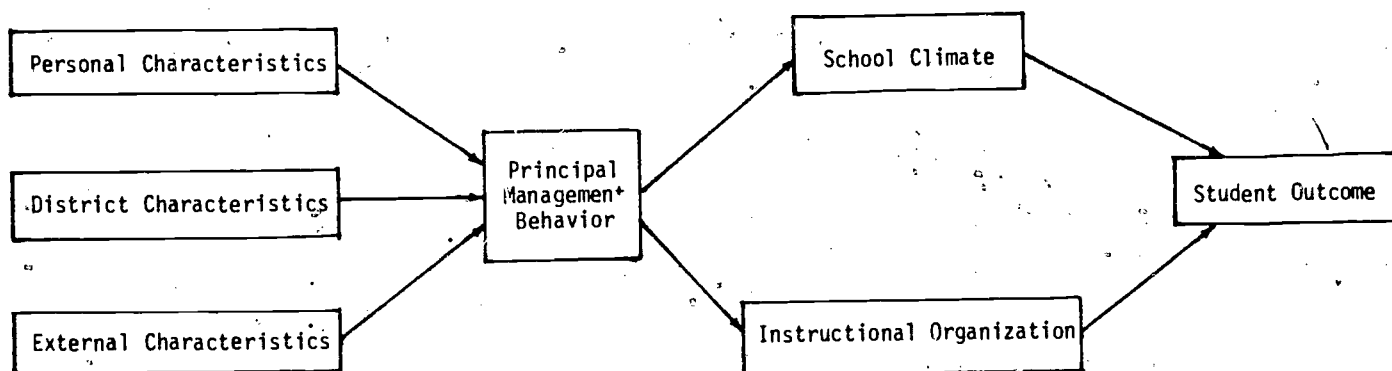 Personal Characteristics
District Characteristics
External Characteristics
Principal
Management
Behavior
School Climate
Instructional Organization
Student Outcome